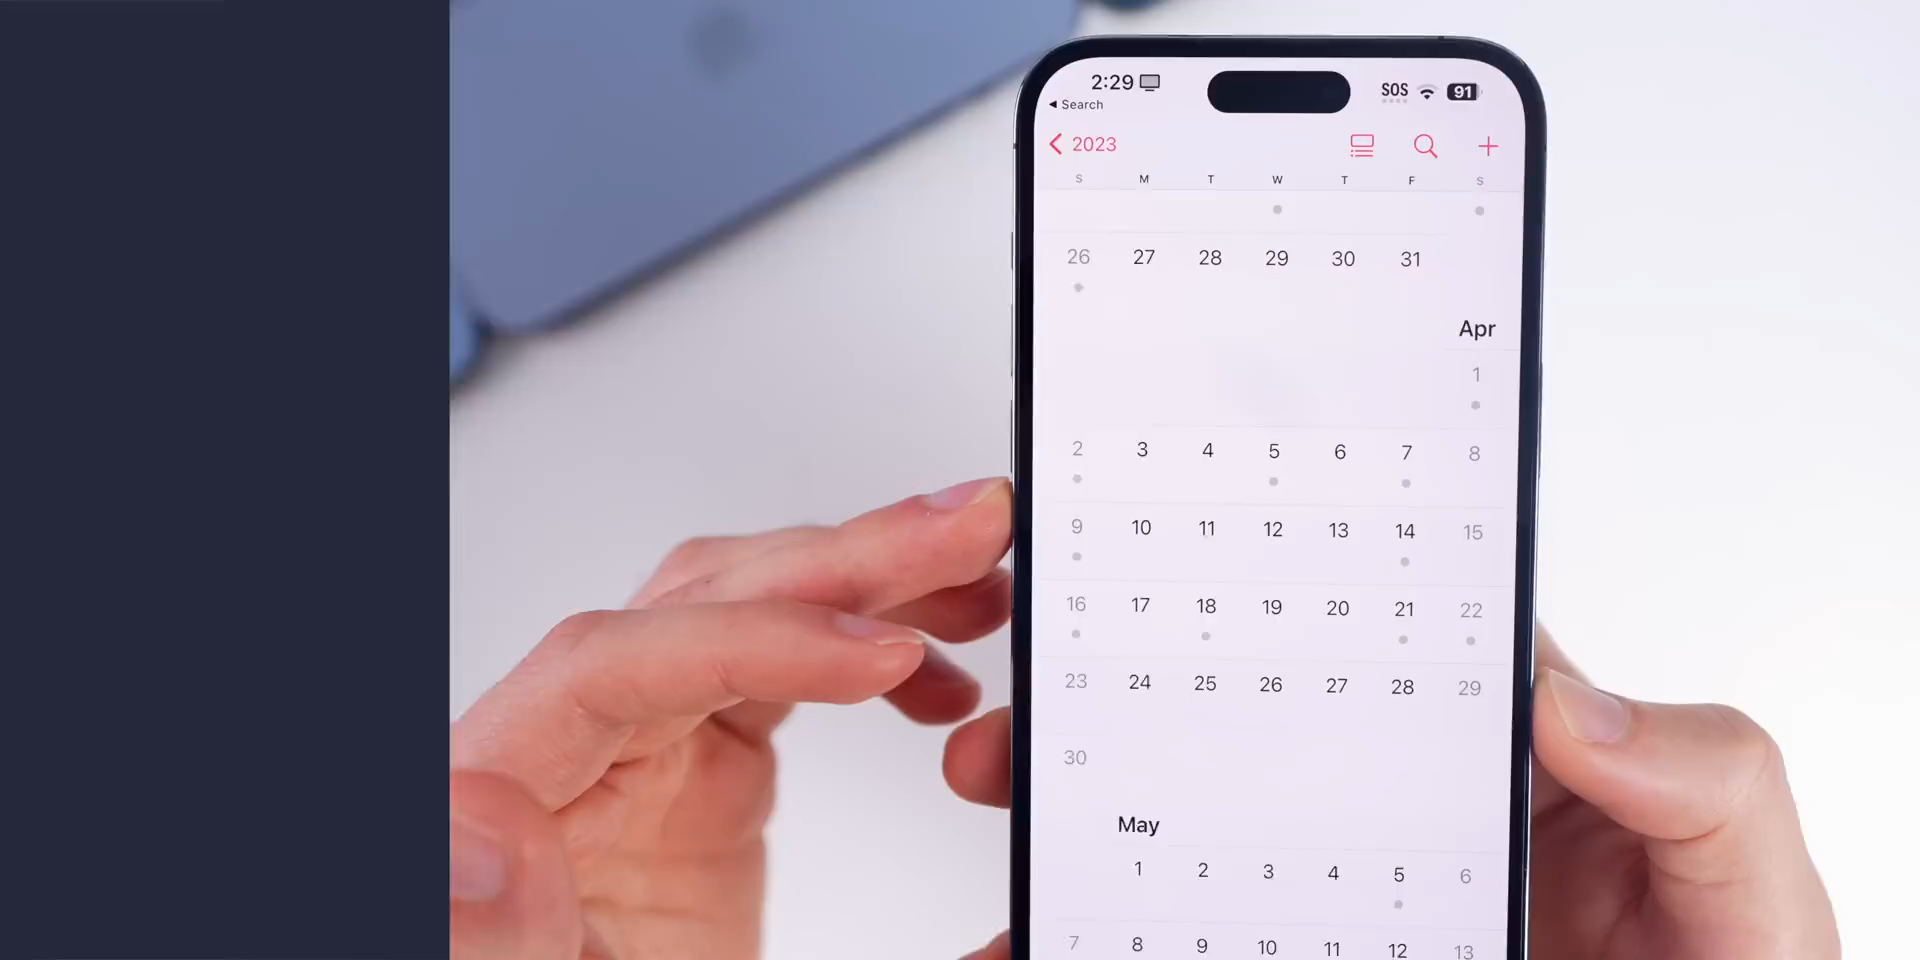 2:29
SOS 91
◀ Search
2023
S M T W T F S
26 27 28 29 30 31
Apr
1
2 3 4 5 6 7 8
9 10 11 12 13 14 15
16 17 18 19 20 21 22
23 24 25 26 27 28 29
30
May
1 2 3 4 5 6
7 8 9 10 11 12 13